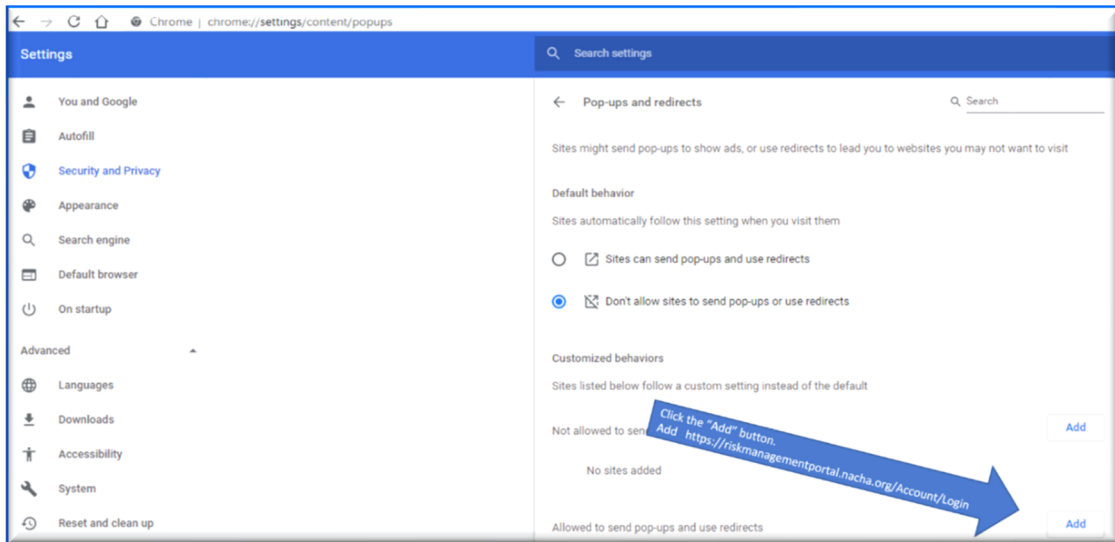 Chrome | chrome://settings/content/popups
Settings
Search settings
You and Google
Autofill
Security and Privacy
Appearance
Search engine
Default browser
On startup
Advanced
Languages
Downloads
Accessibility
System
Reset and clean up
Pop-ups and redirects
Search
Sites might send pop-ups to show ads, or use redirects to lead you to websites you may not want to visit
Default behavior
Sites automatically follow this setting when you visit them
Sites can send pop-ups and use redirects
Don't allow sites to send pop-ups or use redirects
Customized behaviors
Sites listed below follow a custom setting instead of the default
Not allowed to sen
Add
Click the "Add" button.
Add https://riskmanagementportal.nacha.org/Account/Login
No sites added
Allowed to send pop-ups and use redirects
Add